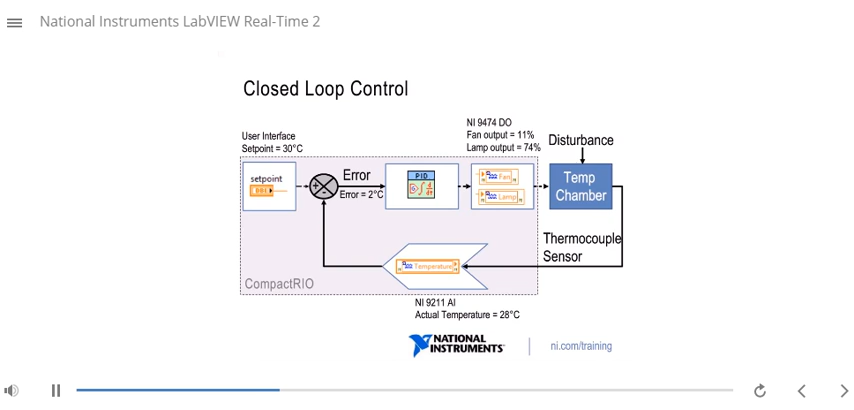 National Instruments LabVIEW Real-Time 2
Closed Loop Control
User Interface
Setpoint = 30°C
NI 9474 DO
Fan output = 11%
Lamp output = 74%
Disturbance
setpoint
Error
Error = 2°C
PID
Fan
Lamp
Temp
Chamber
Thermocouple
Sensor
Temperature
CompactRIO
NI 9211 AI
Actual Temperature = 28°C
NATIONAL
INSTRUMENTS
ni.com/training